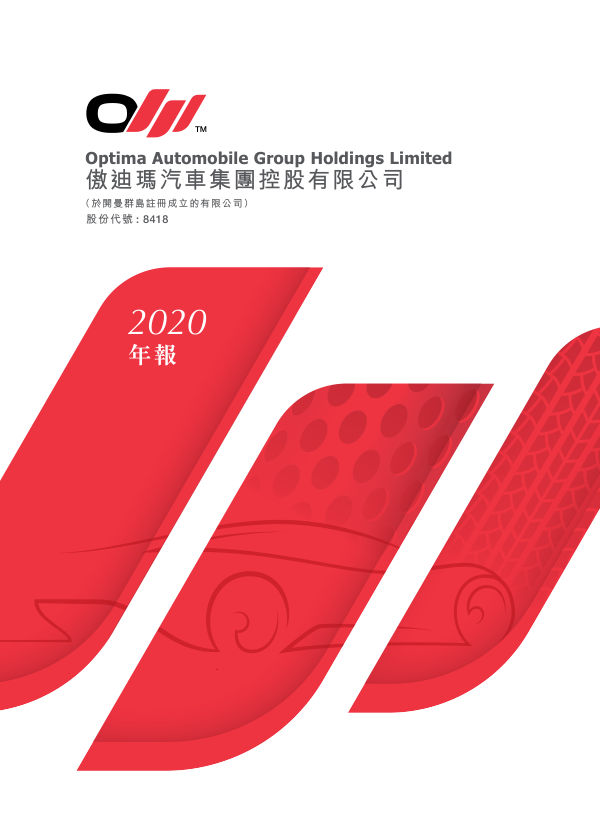 TM
Optima Automobile Group Holdings Limited
傲迪瑪汽車集團控股有限公司
（於開曼群島註冊成立的有限公司）
股份代號 : 8418
2020
年報